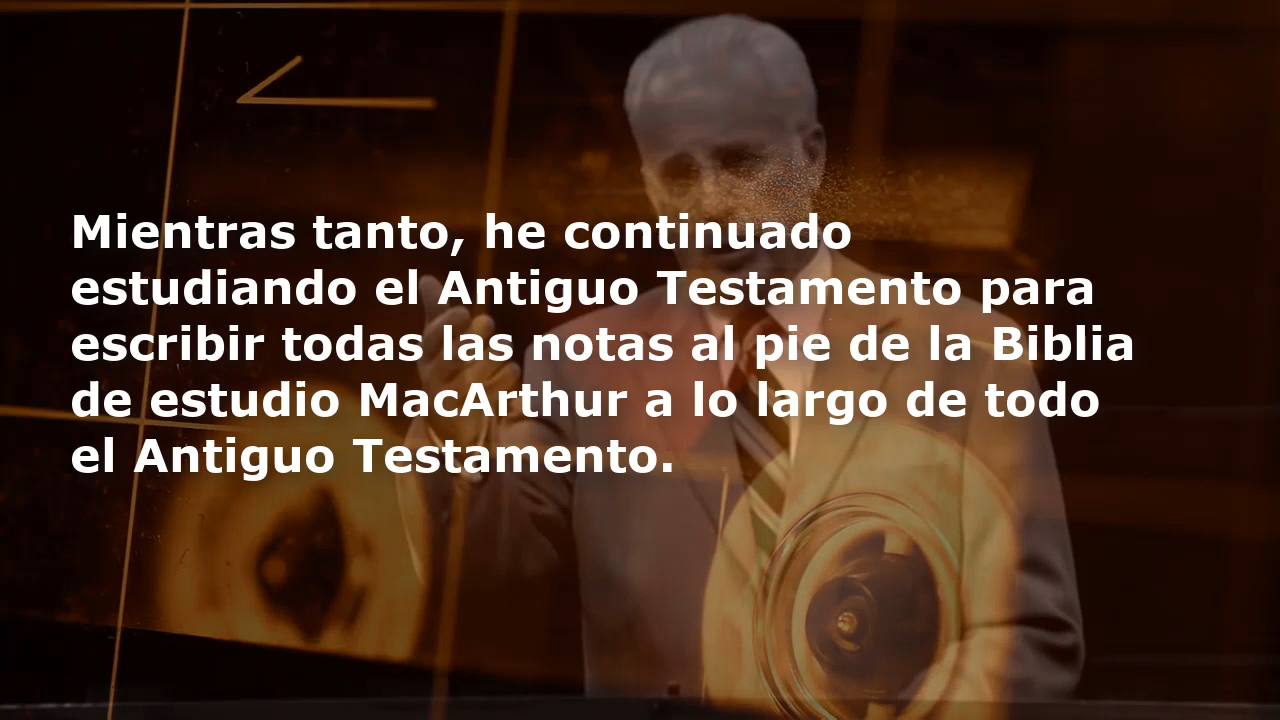 Mientras tanto, he continuado
estudiando el Antiguo Testamento para
escribir todas las notas al pie de la Biblia
de estudio MacArthur a lo largo de todo
el Antiguo Testamento.